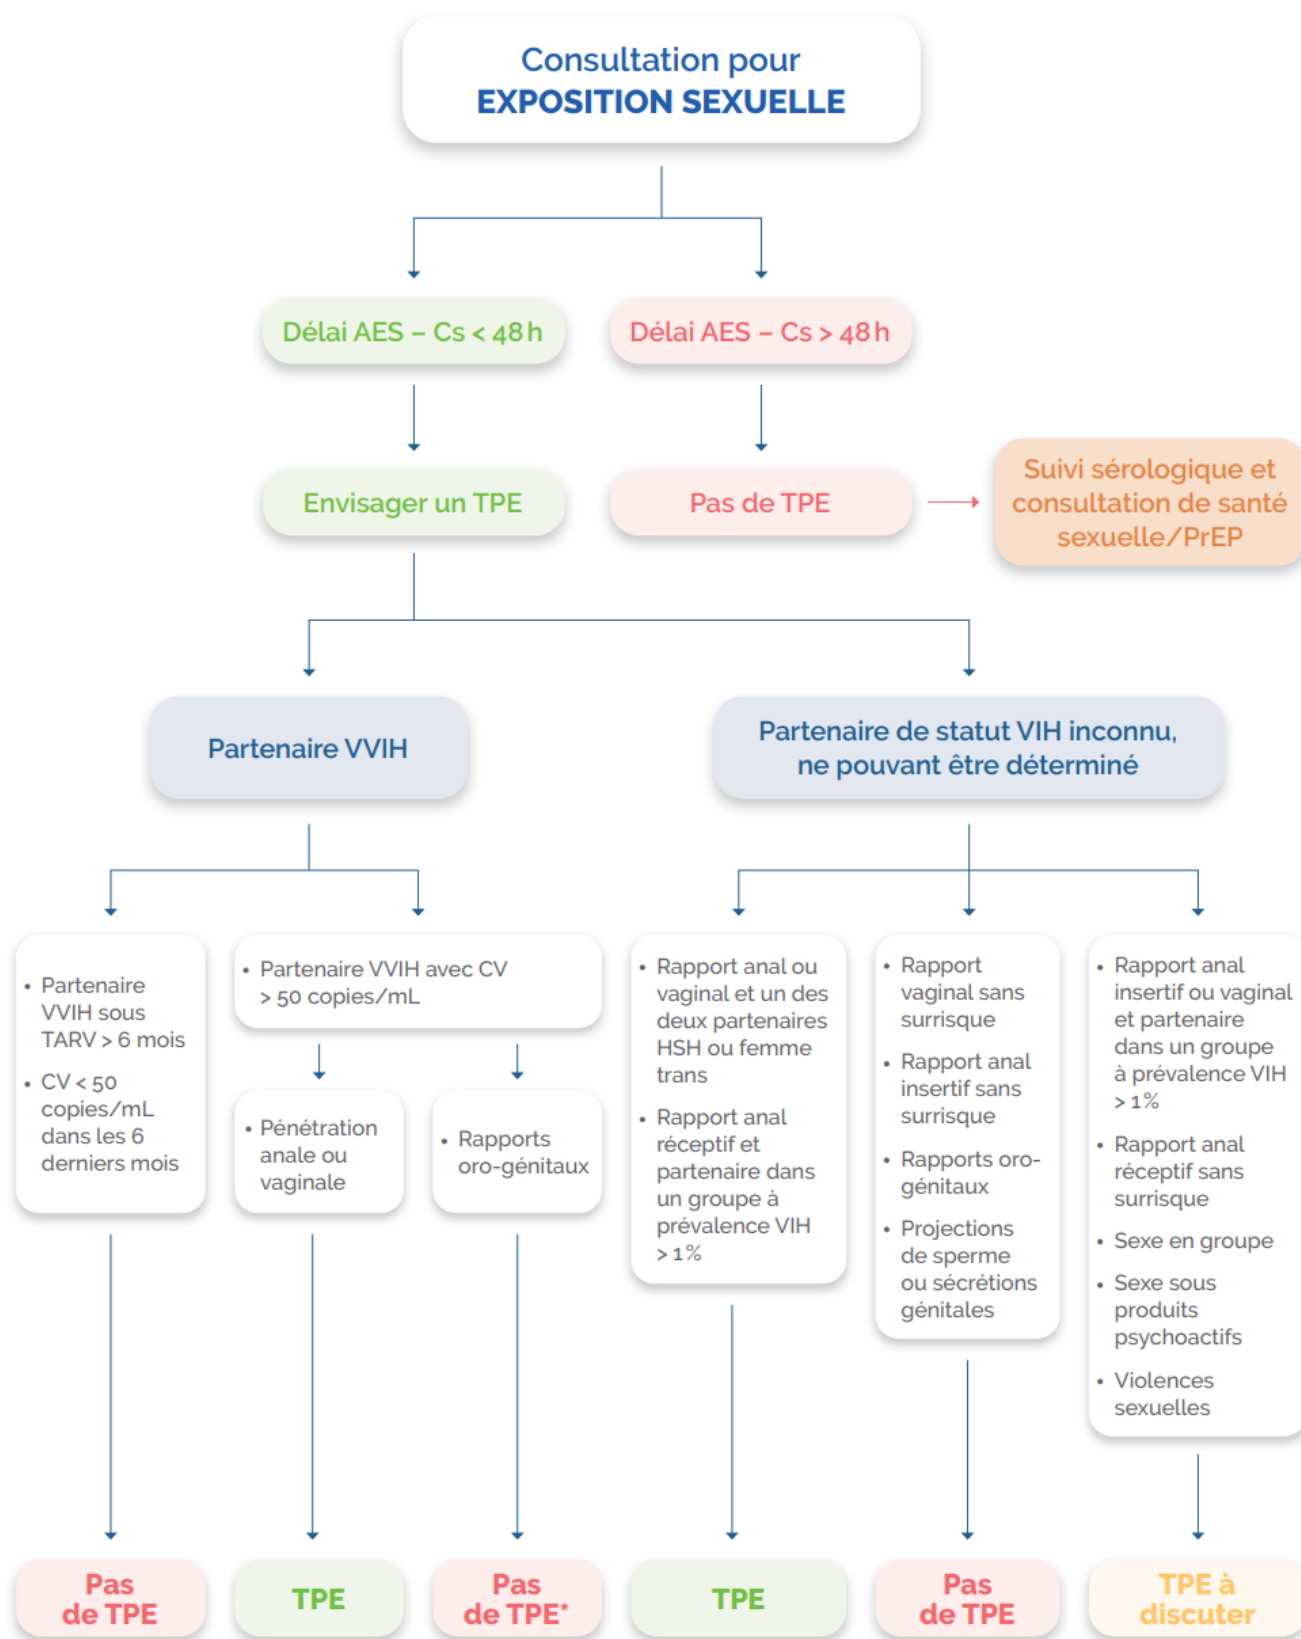 Consultation pour
EXPOSITION SEXUELLE
Délai AES – Cs < 48 h
Délai AES – Cs > 48 h
Envisager un TPE
Pas de TPE
Suivi sérologique et
consultation de santé
sexuelle/PrEP
Partenaire VVIH
Partenaire de statut VIH inconnu,
ne pouvant être déterminé
• Partenaire
VVIH sous
TARV > 6 mois
• CV < 50
copies/mL
dans les 6
derniers mois
• Partenaire VVIH avec CV
> 50 copies/mL
• Pénétration
anale ou
vaginale
• Rapports
oro-génitaux
• Rapport anal ou
vaginal et un des
deux partenaires
HSH ou femme
trans
• Rapport anal
réceptif et
partenaire dans
un groupe à
prévalence VIH
> 1 %
• Rapport
vaginal sans
surrisque
• Rapport anal
insertif sans
surrisque
• Rapports oro-
génitaux
• Projections
de sperme
ou sécrétions
génitales
• Rapport anal
insertif ou vaginal
et partenaire
dans un groupe
à prévalence VIH
> 1 %
• Rapport anal
réceptif sans
surrisque
• Sexe en groupe
• Sexe sous
produits
psychoactifs
• Violences
sexuelles
Pas
de TPE
TPE
Pas
de TPE*
TPE
Pas
de TPE
TPE à
discuter